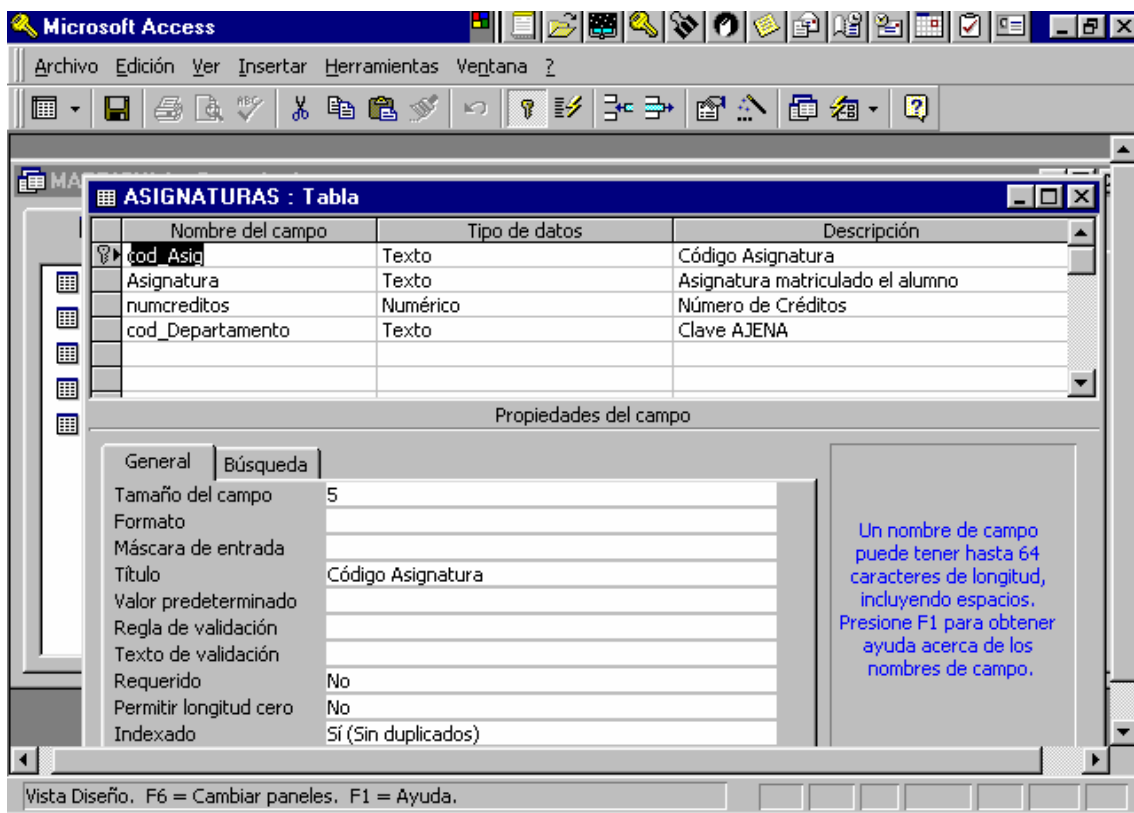 Microsoft Access
Archivo Edición Ver Insertar Herramientas Ventana ?
ASIGNATURAS : Tabla
Nombre del campo Tipo de datos Descripción
cod_Asig Texto Código Asignatura
Asignatura Texto Asignatura matriculado el alumno
numcreditos Numérico Número de Créditos
cod_Departamento Texto Clave AJENA
Propiedades del campo
General Búsqueda
Tamaño del campo 5
Formato
Máscara de entrada
Título Código Asignatura
Valor predeterminado
Regla de validación
Texto de validación
Requerido No
Permitir longitud cero No
Indexado Sí (Sin duplicados)
Un nombre de campo
puede tener hasta 64
caracteres de longitud,
incluyendo espacios.
Presione F1 para obtener
ayuda acerca de los
nombres de campo.
Vista Diseño. F6 = Cambiar paneles. F1 = Ayuda.